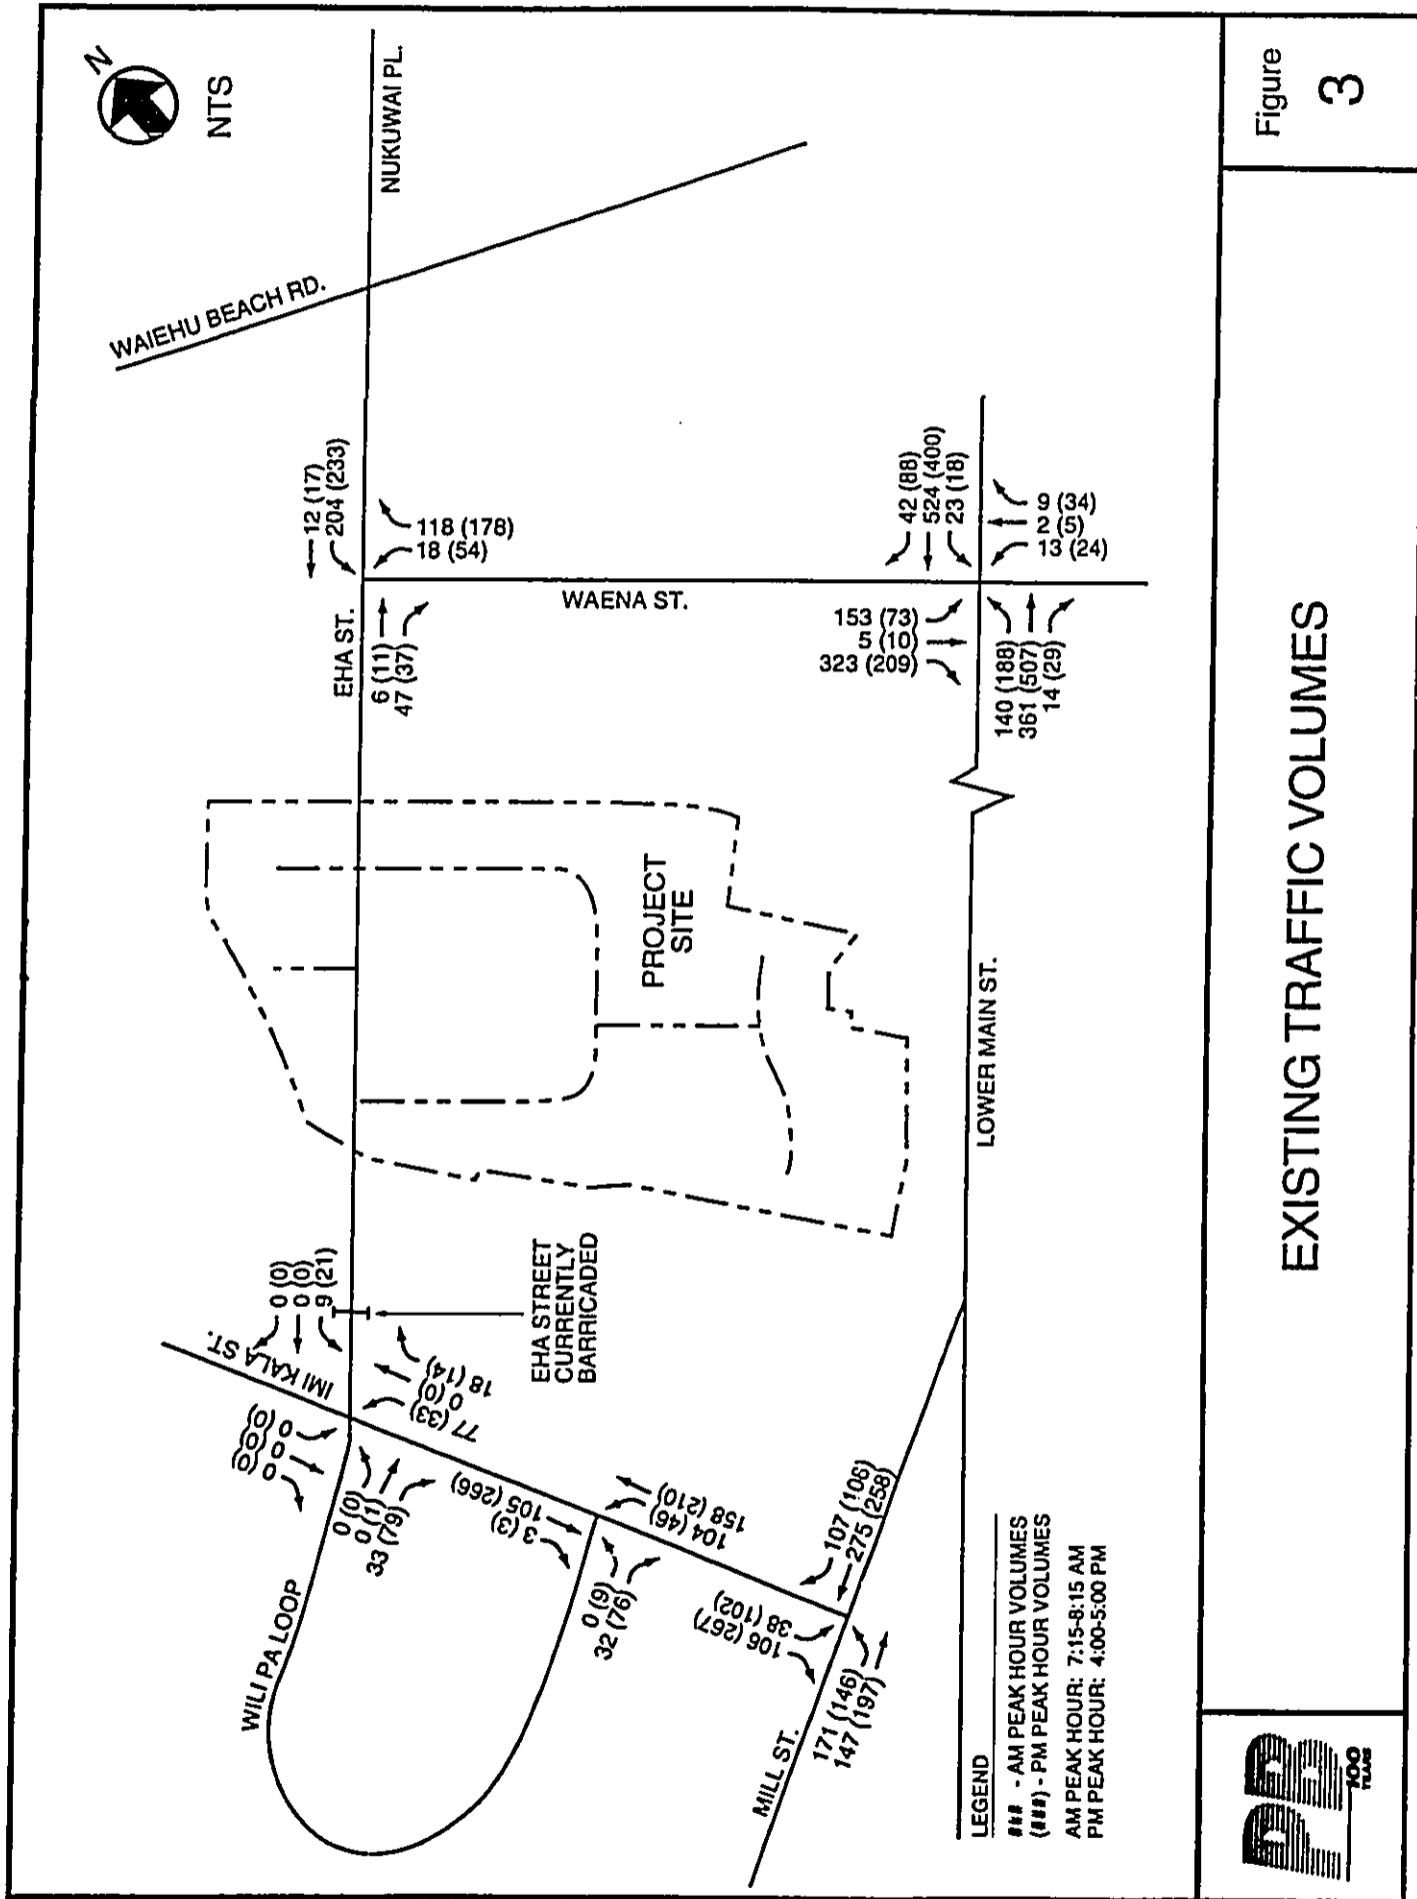 N
NTS
NUKUWAI PL.
WAIEHU BEACH RD.
12 (17)
204 (233)
118 (178)
18 (54)
EHA ST.
6 (11)
47 (37)
WAENA ST.
42 (88)
524 (400)
23 (18)
9 (34)
2 (5)
13 (24)
153 (73)
5 (10)
323 (209)
140 (188)
361 (507)
14 (29)
PROJECT
SITE
LOWER MAIN ST.
0 (0)
0 (0)
9 (21)
EHA STREET
CURRENTLY
BARRICADED
IMI KALA ST.
18 (14)
0 (0)
77 (33)
0 (0)
0 (0)
0 (0)
0 (0)
0 (1)
33 (79)
105 (266)
3 (3)
158 (210)
104 (46)
WILI PA LOOP
0 (9)
32 (76)
107 (106)
275 (258)
38 (102)
106 (267)
171 (146)
147 (197)
MILL ST.
LEGEND
### - AM PEAK HOUR VOLUMES
(###) - PM PEAK HOUR VOLUMES
AM PEAK HOUR: 7:15-8:15 AM
PM PEAK HOUR: 4:00-5:00 PM
PB
100
YEARS
EXISTING TRAFFIC VOLUMES
Figure
3